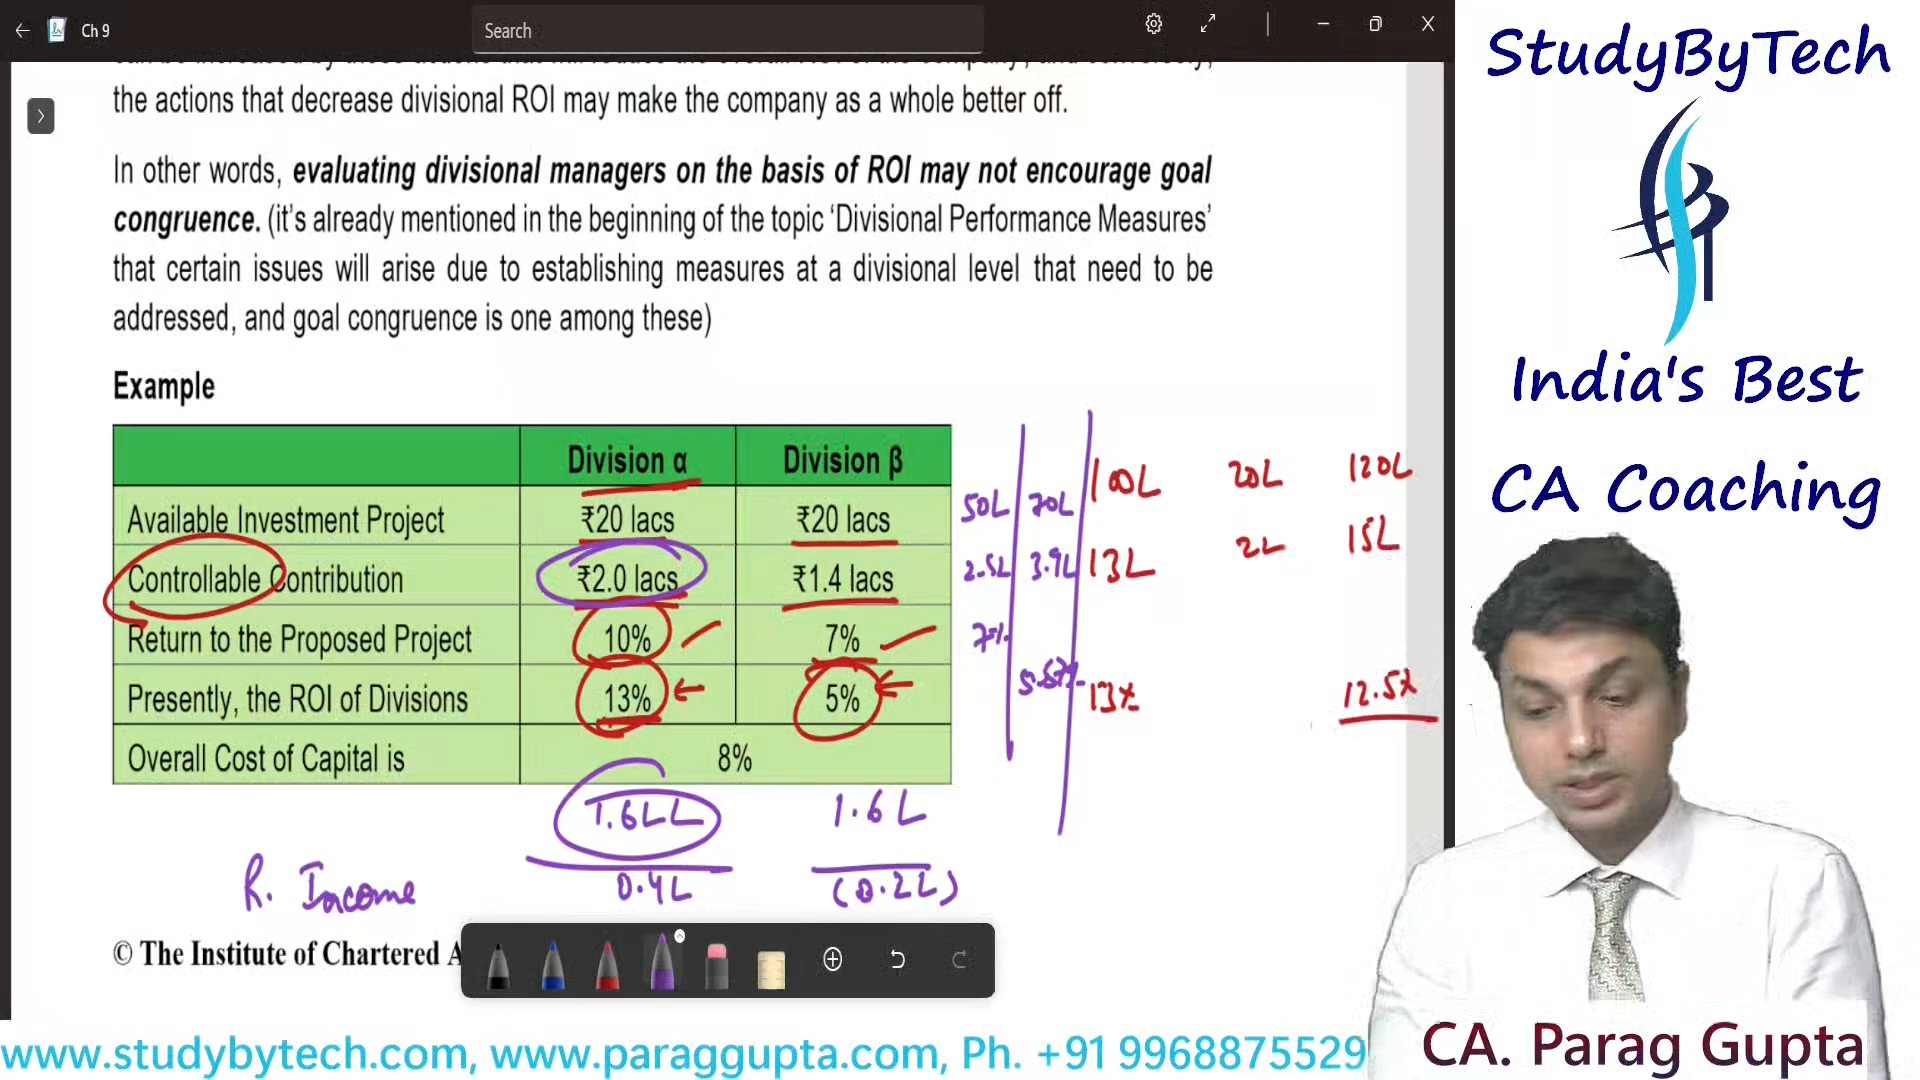 Ch 9
Search
the actions that decrease divisional ROI may make the company as a whole better off.
In other words, evaluating divisional managers on the basis of ROI may not encourage goal
congruence. (it's already mentioned in the beginning of the topic 'Divisional Performance Measures'
that certain issues will arise due to establishing measures at a divisional level that need to be
addressed, and goal congruence is one among these)
Example
Division α Division β
Available Investment Project ₹20 lacs ₹20 lacs 50L 70L 100L 20L 120L
Controllable Contribution ₹2.0 lacs ₹1.4 lacs 2.5L 3.9L 13L 2L 15L
Return to the Proposed Project 10% 7% 7%
Presently, the ROI of Divisions 13% 5% 5.57% 13% 12.5%
Overall Cost of Capital is 8%
1.6L L 1.6L
R. Income 0.4L (0.2L)
© The Institute of Chartered A
StudyByTech
India's Best
CA Coaching
www.studybytech.com, www.paraggupta.com, Ph. +91 9968875529
CA. Parag Gupta